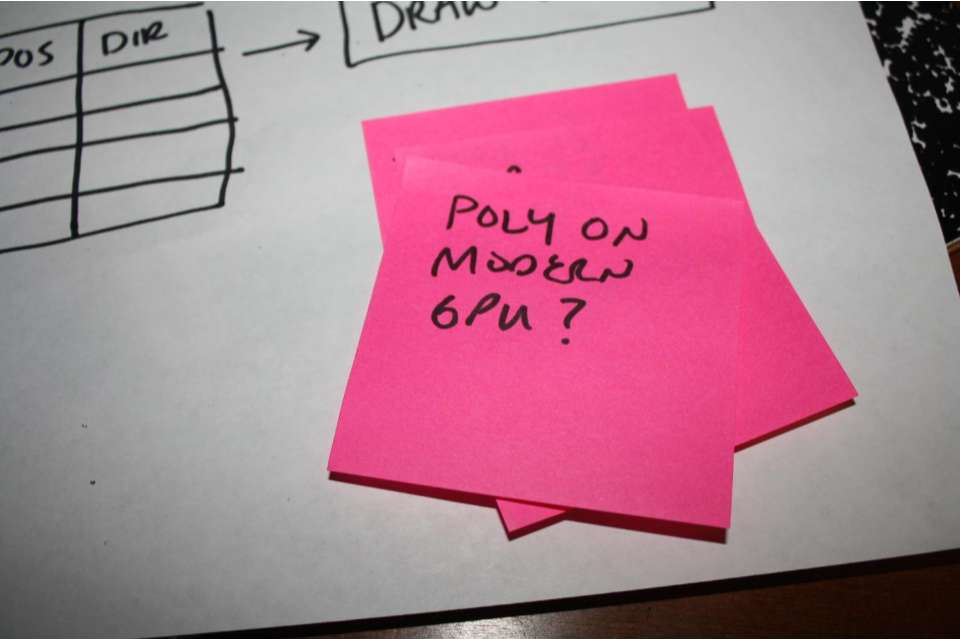 POS DIR
DRAW
POLY ON
MODERN
GPU?